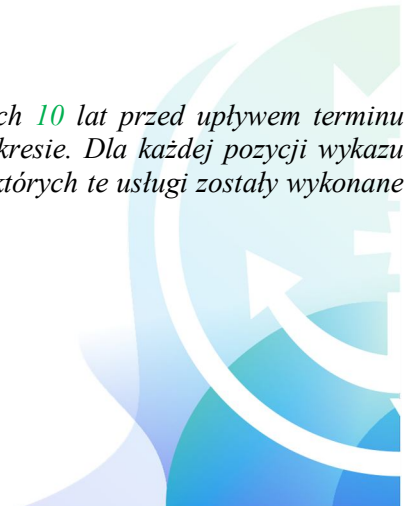 ch 10 lat przed upływem terminu
kresie. Dla każdej pozycji wykazu
których te usługi zostały wykonane